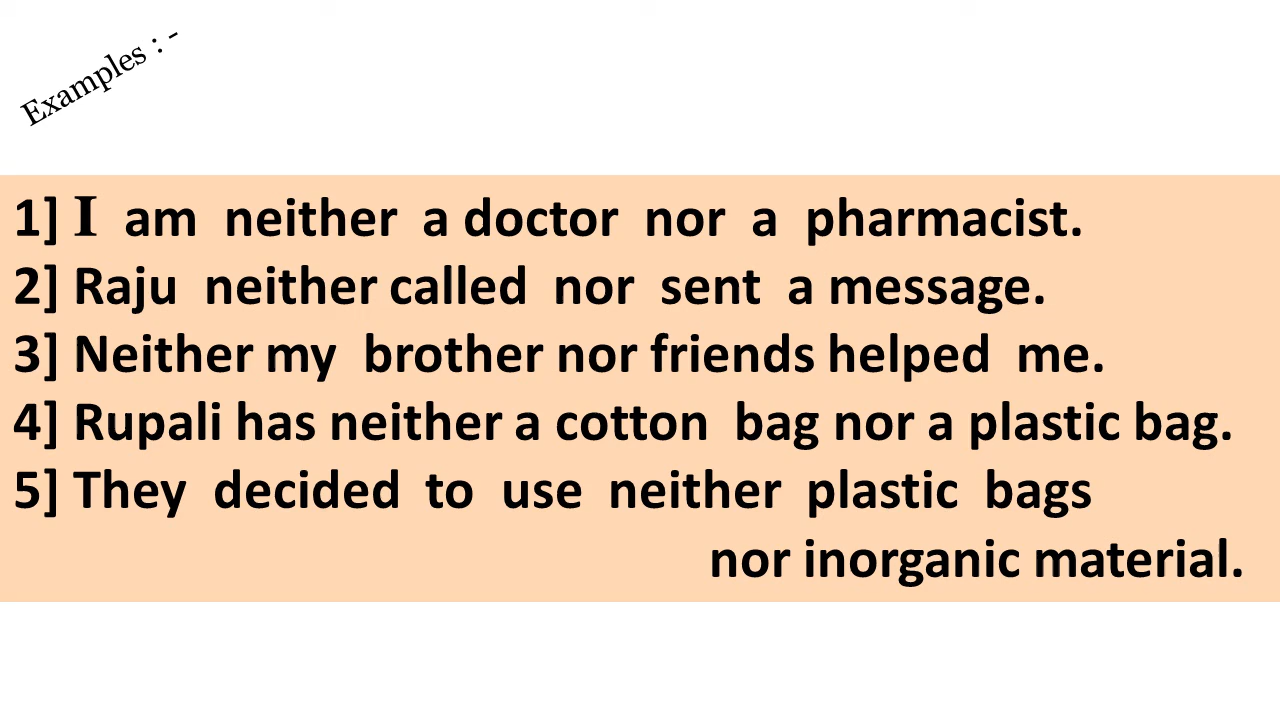 Examples : -
1] I am neither a doctor nor a pharmacist.
2] Raju neither called nor sent a message.
3] Neither my brother nor friends helped me.
4] Rupali has neither a cotton bag nor a plastic bag.
5] They decided to use neither plastic bags
nor inorganic material.